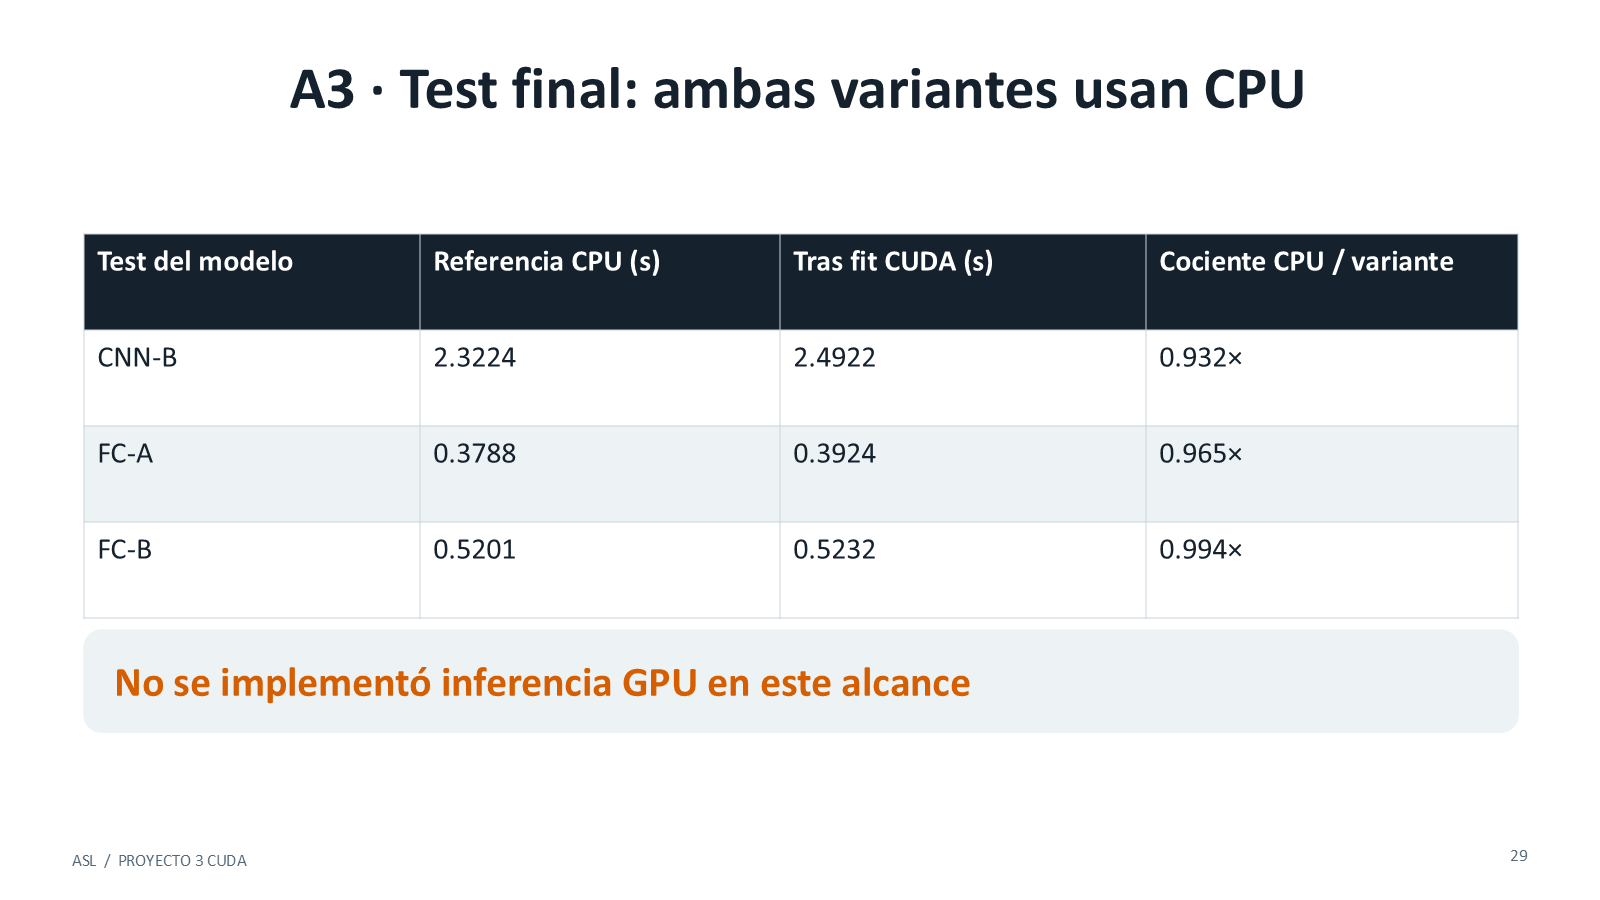 A3 · Test final: ambas variantes usan CPU
Test del modelo Referencia CPU (s) Tras fit CUDA (s) Cociente CPU / variante
CNN-B 2.3224 2.4922 0.932×
FC-A 0.3788 0.3924 0.965×
FC-B 0.5201 0.5232 0.994×
No se implementó inferencia GPU en este alcance
ASL / PROYECTO 3 CUDA
29